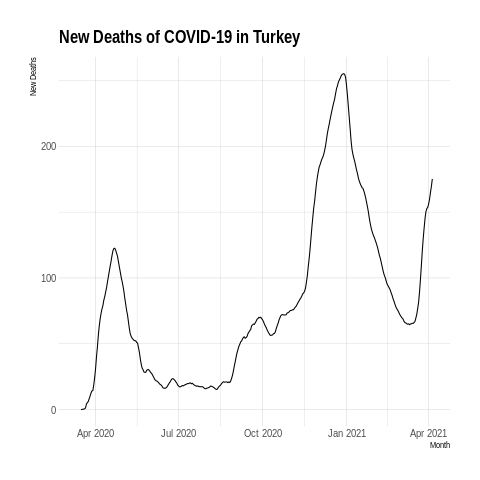 New Deaths of COVID-19 in Turkey
New Deaths
200
100
0
Apr 2020 Jul 2020 Oct 2020 Jan 2021 Apr 2021
Month